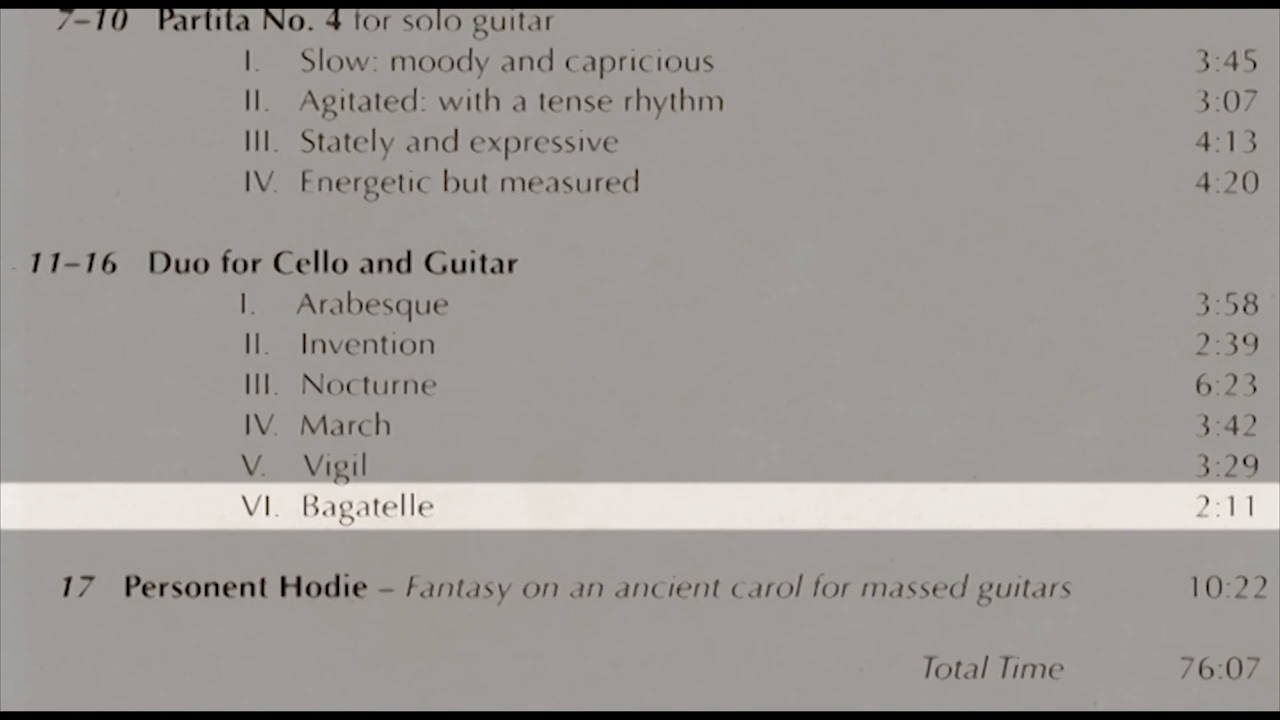 7–10 Partita No. 4 for solo guitar
I. Slow: moody and capricious 3:45
II. Agitated: with a tense rhythm 3:07
III. Stately and expressive 4:13
IV. Energetic but measured 4:20
11–16 Duo for Cello and Guitar
I. Arabesque 3:58
II. Invention 2:39
III. Nocturne 6:23
IV. March 3:42
V. Vigil 3:29
VI. Bagatelle 2:11
17 Personent Hodie – Fantasy on an ancient carol for massed guitars 10:22
Total Time 76:07